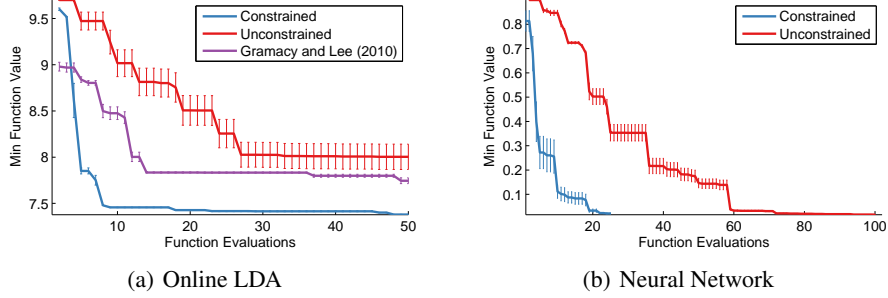 9.5
9
8.5
8
7.5
Min Function Value
10
20
30
40
50
Function Evaluations
Constrained
Unconstrained
Gramacy and Lee (2010)
(a) Online LDA
0.8
0.7
0.6
0.5
0.4
0.3
0.2
0.1
Min Function Value
20
40
60
80
100
Function Evaluations
Constrained
Unconstrained
(b) Neural Network